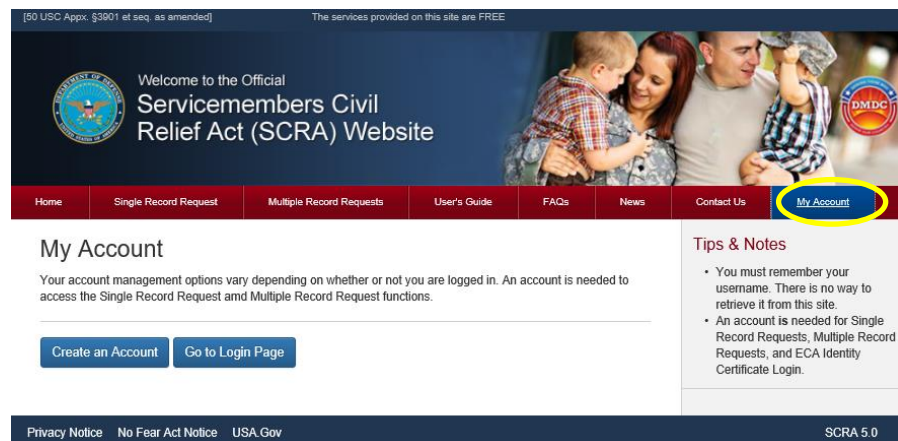 [50 USC Appx. §3901 et seq. as amended] The services provided on this site are FREE
Welcome to the Official
Servicemembers Civil
Relief Act (SCRA) Website
DMDC
Home Single Record Request Multiple Record Requests User's Guide FAQs News Contact Us My Account
My Account
Your account management options vary depending on whether or not you are logged in. An account is needed to
access the Single Record Request amd Multiple Record Request functions.
Create an Account Go to Login Page
Tips & Notes
• You must remember your
username. There is no way to
retrieve it from this site.
• An account is needed for Single
Record Requests, Multiple Record
Requests, and ECA Identity
Certificate Login.
Privacy Notice No Fear Act Notice USA.Gov SCRA 5.0